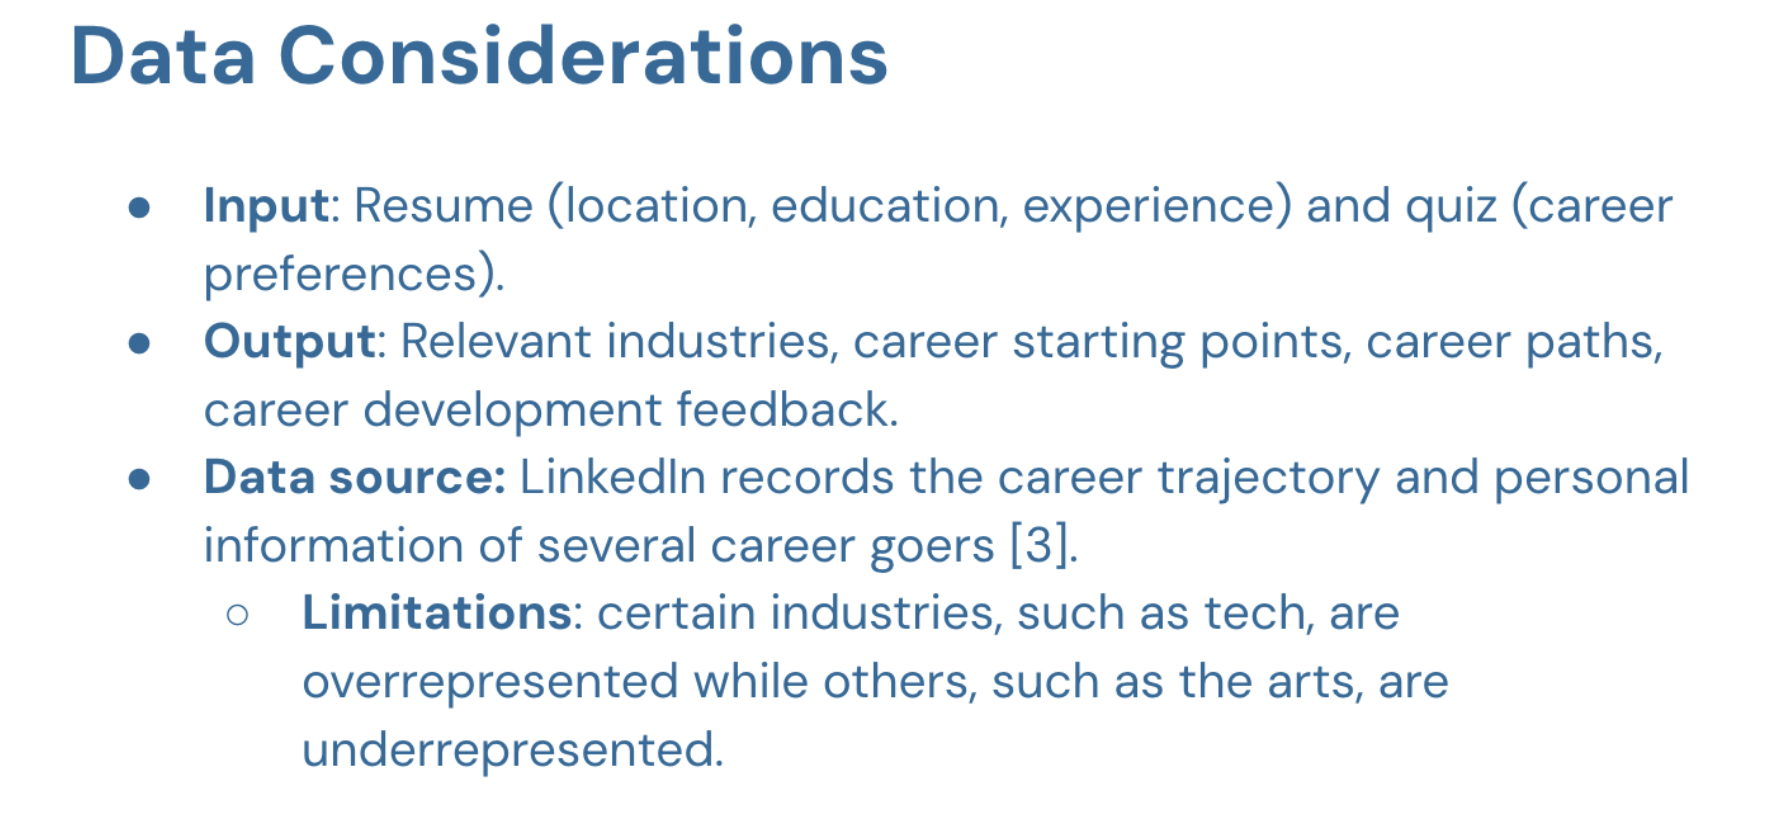 Data Considerations
● Input: Resume (location, education, experience) and quiz (career
preferences).
● Output: Relevant industries, career starting points, career paths,
career development feedback.
● Data source: LinkedIn records the career trajectory and personal
information of several career goers [3].
○ Limitations: certain industries, such as tech, are
overrepresented while others, such as the arts, are
underrepresented.